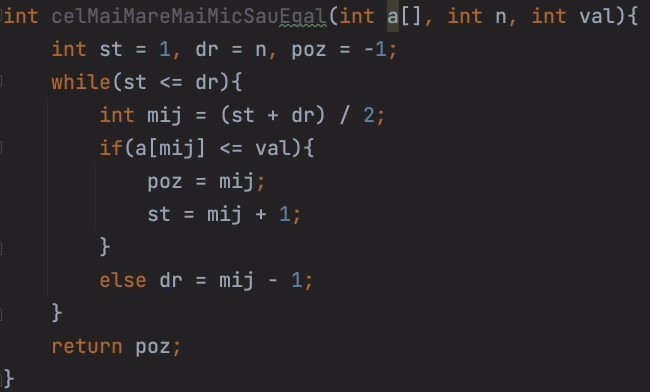 int celMaiMareMaiMicSauEgal(int a[], int n, int val){
    int st = 1, dr = n, poz = -1;
    while(st <= dr){
        int mij = (st + dr) / 2;
        if(a[mij] <= val){
            poz = mij;
            st = mij + 1;
        }
        else dr = mij - 1;
    }
    return poz;
}